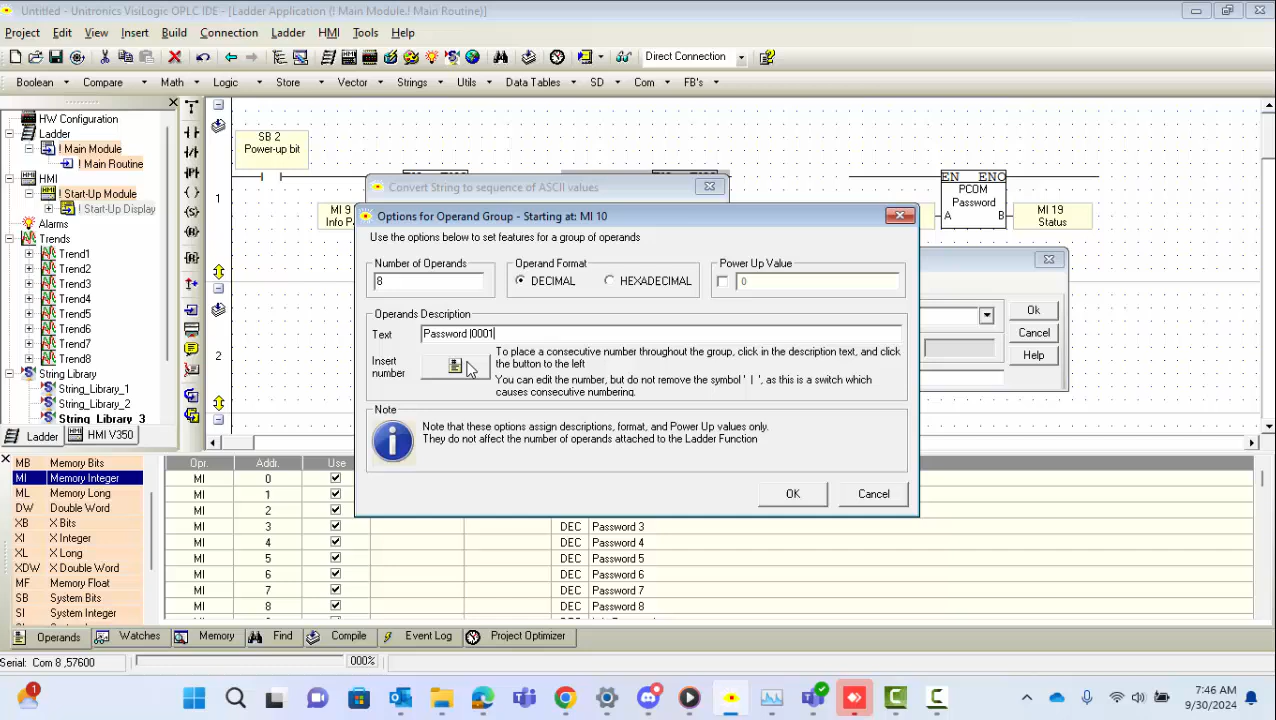 Untitled - Unitronics VisiLogic OPLC IDE - [Ladder Application (! Main Module.! Main Routine)]
Project Edit View Insert Build Connection Ladder HMI Tools Help
Direct Connection
Boolean Compare Math Logic Store Vector Strings Utils Data Tables SD Com FB's
HW Configuration
Ladder
! Main Module
! Main Routine
HMI
! Start-Up Module
! Start-Up Display
Alarms
Trends
Trend1
Trend2
Trend3
Trend4
Trend5
Trend6
Trend7
Trend8
String Library
String_Library_1
String_Library_2
String_Library_3
Ladder HMI V350
SB 2
Power-up bit
1
2
MI 9
EN ENO
PCOM
Password
A B
MI 19
Status
Convert String to sequence of ASCII values
Options for Operand Group - Starting at: MI 10
Use the options below to set features for a group of operands
Number of Operands
8
Operand Format
DECIMAL HEXADECIMAL
Power Up Value
0
Operands Description
Text Password |0001
Insert number
To place a consecutive number throughout the group, click in the description text, and click
the button to the left
You can edit the number, but do not remove the symbol ' | ', as this is a switch which
causes consecutive numbering.
Note
Note that these options assign descriptions, format, and Power Up values only.
They do not affect the number of operands attached to the Ladder Function
OK Cancel
Ok
Cancel
Help
MB Memory Bits
MI Memory Integer
ML Memory Long
DW Double Word
XB X Bits
XI X Integer
XL X Long
XDW X Double Word
MF Memory Float
SB System Bits
SI System Integer
Opr. Addr. Use
MI 0
MI 1
MI 2
MI 3 DEC Password 3
MI 4 DEC Password 4
MI 5 DEC Password 5
MI 6 DEC Password 6
MI 7 DEC Password 7
MI 8 DEC Password 8
Operands Watches Memory Find Compile Event Log Project Optimizer
Serial: Com 8 ,57600 000%
1
7:46 AM
9/30/2024